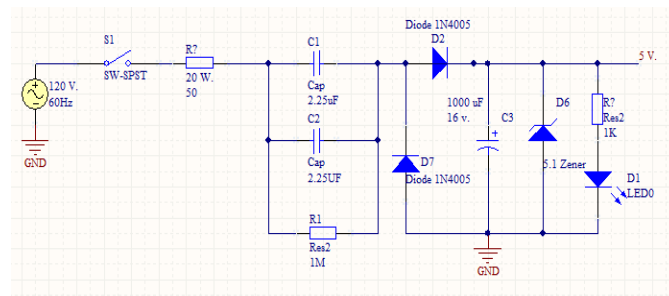 S1
SW-SPST
120 V.
60Hz
GND
R?
20 W.
50
C1
Cap
2.25uF
C2
Cap
2.25UF
R1
Res2
1M
Diode 1N4005
D2
D7
Diode 1N4005
1000 uF
16 v.
C3
D6
5.1 Zener
R?
Res2
1K
D1
LED0
5 V.
GND